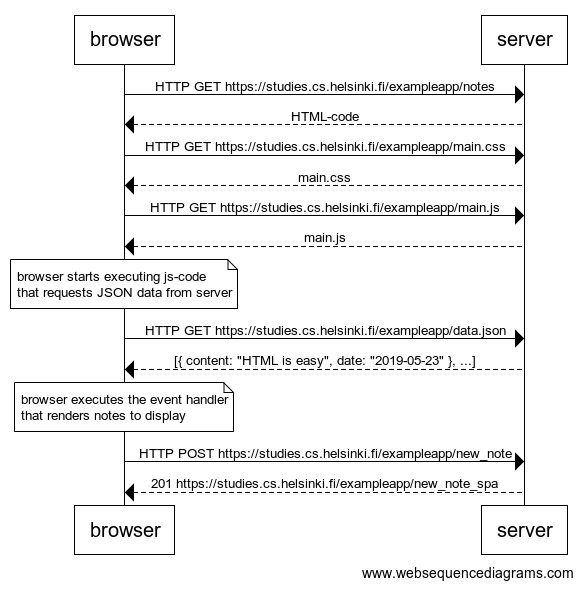 browser server
HTTP GET https://studies.cs.helsinki.fi/exampleapp/notes
HTML-code
HTTP GET https://studies.cs.helsinki.fi/exampleapp/main.css
main.css
HTTP GET https://studies.cs.helsinki.fi/exampleapp/main.js
main.js
browser starts executing js-code
that requests JSON data from server
HTTP GET https://studies.cs.helsinki.fi/exampleapp/data.json
[{ content: "HTML is easy", date: "2019-05-23" }, ...]
browser executes the event handler
that renders notes to display
HTTP POST https://studies.cs.helsinki.fi/exampleapp/new_note
201 https://studies.cs.helsinki.fi/exampleapp/new_note_spa
browser server
www.websequencediagrams.com